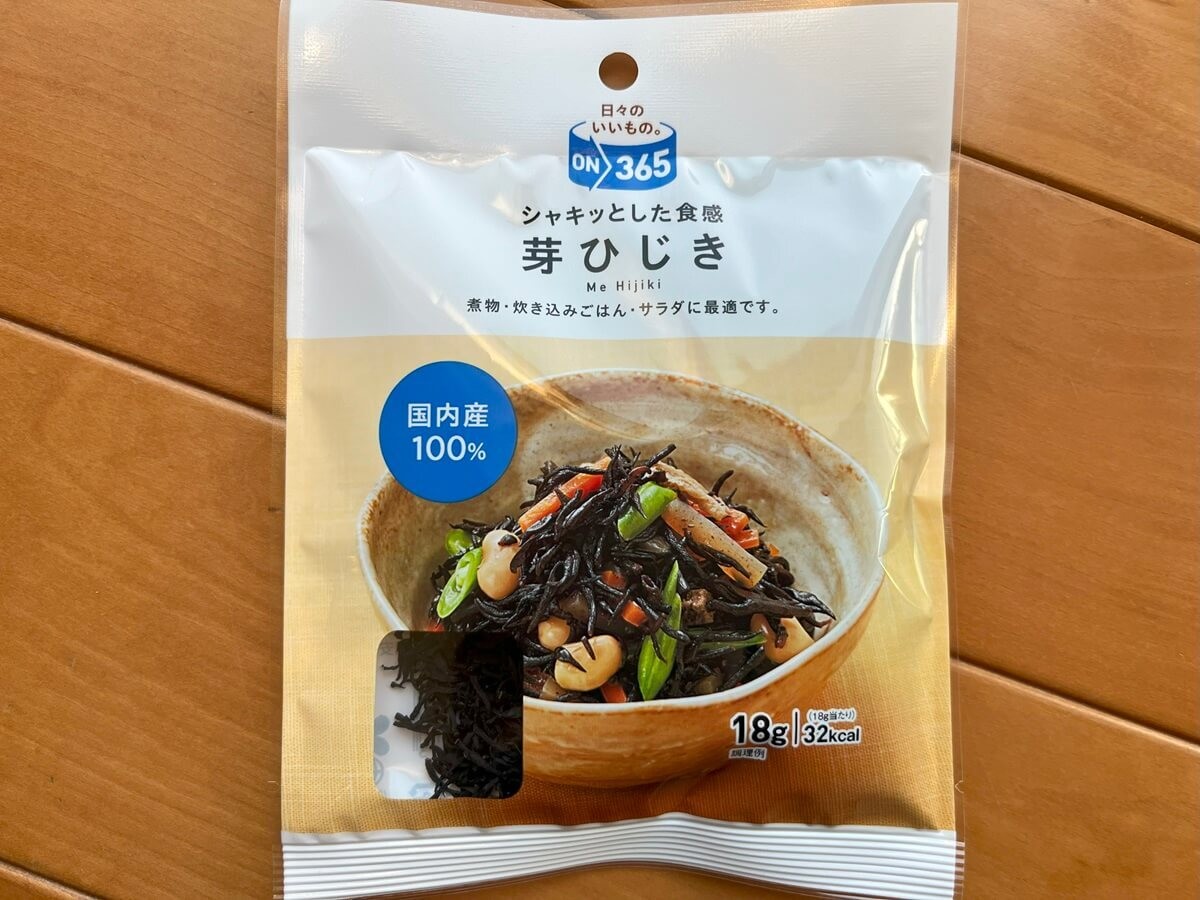 日々の
いいもの。
ON 365
シャキッとした食感
芽ひじき
Me Hijiki
煮物・炊き込みごはん・サラダに最適です。
国内産
100%
18g
(18g当たり)
32kcal
調理例